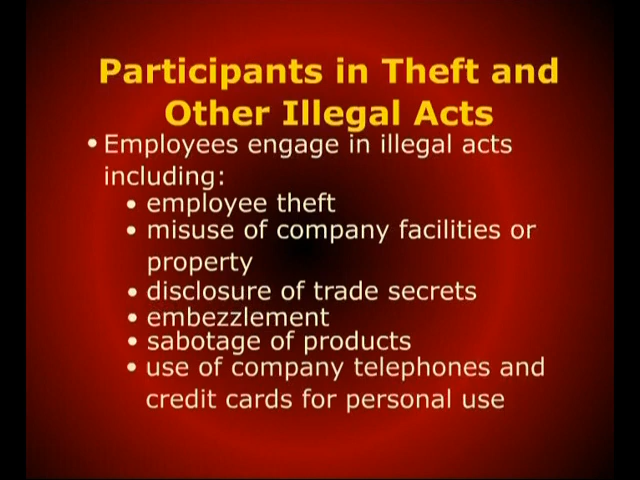 Participants in Theft and
Other Illegal Acts
• Employees engage in illegal acts
including:
• employee theft
• misuse of company facilities or
property
• disclosure of trade secrets
• embezzlement
• sabotage of products
• use of company telephones and
credit cards for personal use